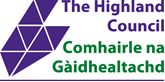 The Highland
Council
Comhairle na
Gàidhealtachd